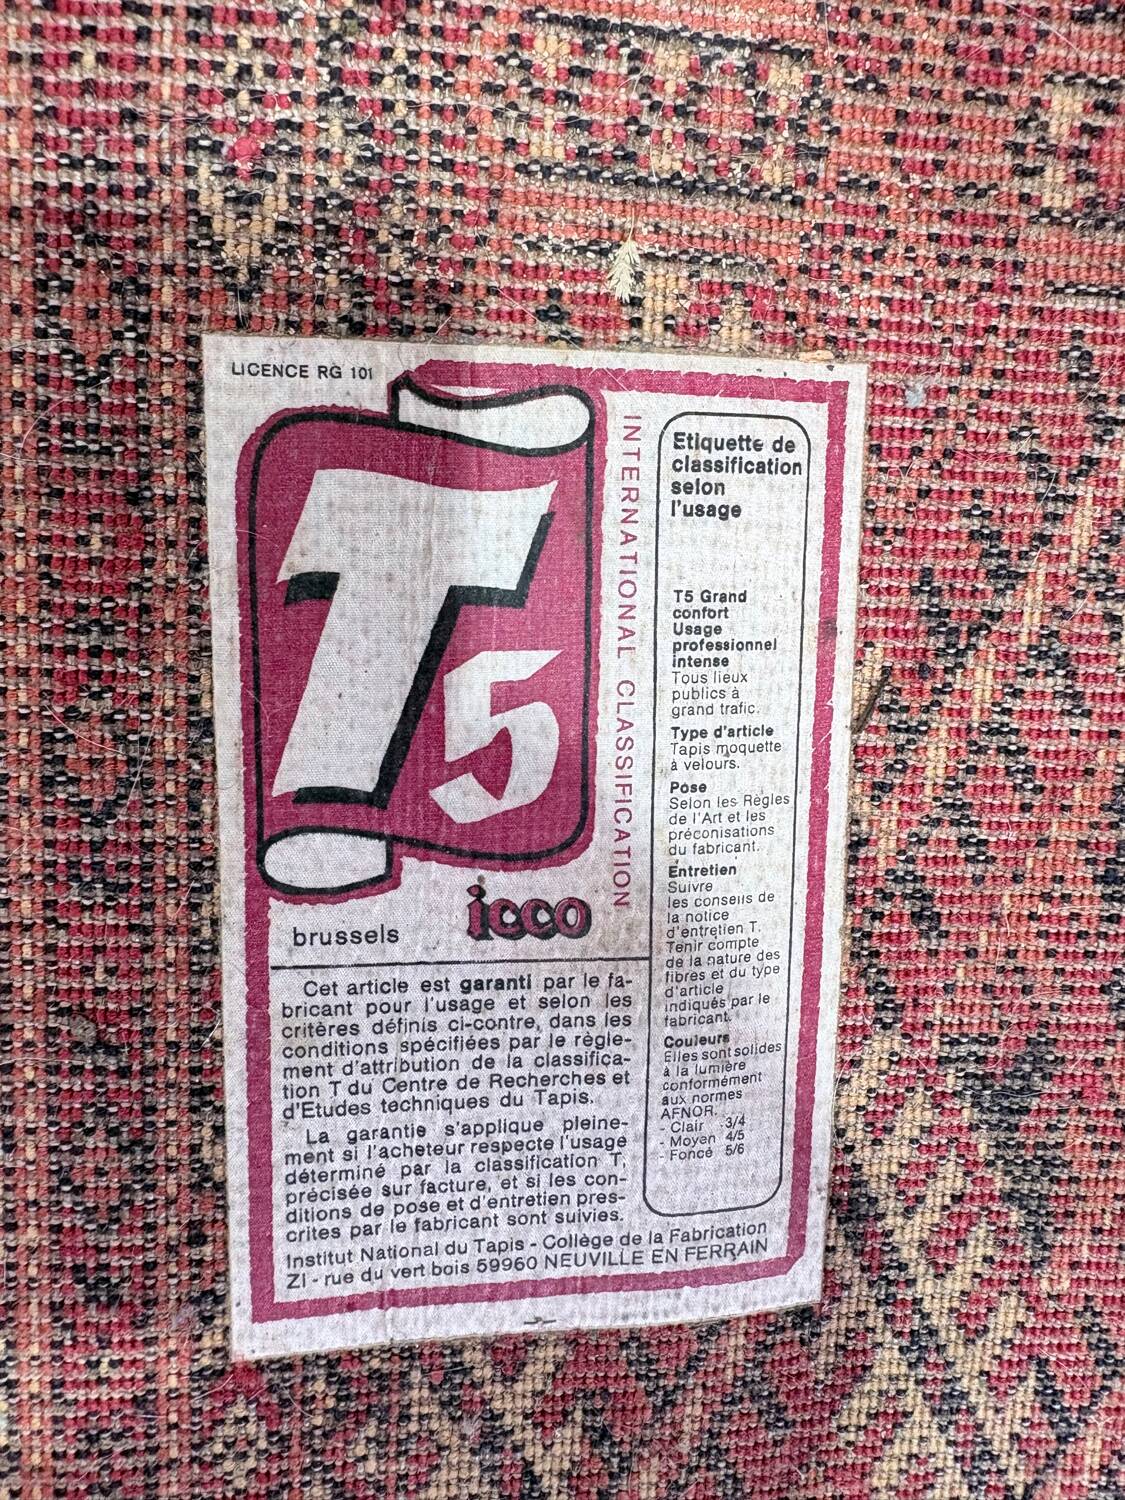 LICENCE RG 101
T5
INTERNATIONAL CLASSIFICATION
brussels
icco
Cet article est garanti par le fa-
bricant pour l'usage et selon les
critères définis ci-contre, dans les
conditions spécifiées par le règle-
ment d'attribution de la classifica-
tion T du Centre de Recherches et
d'Etudes techniques du Tapis.
La garantie s'applique pleine-
ment si l'acheteur respecte l'usage
déterminé par la classification T,
précisée sur facture, et si les con-
ditions de pose et d'entretien pres-
crites par le fabricant sont suivies.
Etiquette de
classification
selon
l'usage
T5 Grand
confort
Usage
professionnel
intense
Tous lieux
publics à
grand trafic.
Type d'article
Tapis moquette
à velours.
Pose
Selon les Règles
de l'Art et les
préconisations
du fabricant.
Entretien
Suivre
les conseils de
la notice
d'entretien T.
Tenir compte
de la nature des
fibres et du type
d'article
indiqués par le
fabricant.
Couleurs
Elles sont solides
à la lumière
conformément
aux normes
AFNOR.
- Clair 3/4
- Moyen 4/5
- Foncé 5/6
Institut National du Tapis - Collège de la Fabrication
ZI - rue du vert bois 59960 NEUVILLE EN FERRAIN